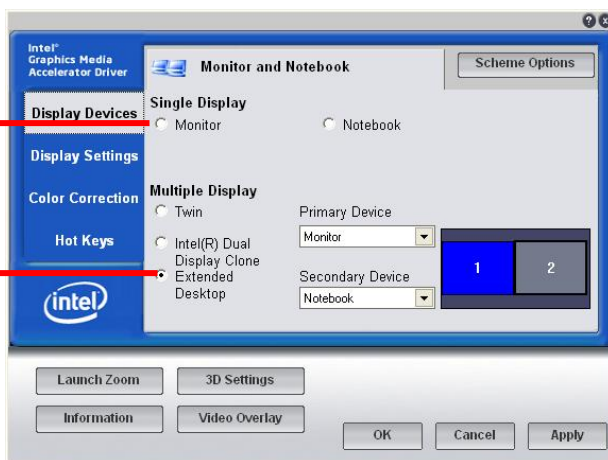 Intel®
Graphics Media
Accelerator Driver
Monitor and Notebook
Scheme Options
Display Devices
Display Settings
Color Correction
Hot Keys
intel
Single Display
Monitor
Notebook
Multiple Display
Twin
Intel(R) Dual
Display Clone
Extended
Desktop
Primary Device
Monitor
Secondary Device
Notebook
1
2
Launch Zoom
3D Settings
Information
Video Overlay
OK
Cancel
Apply